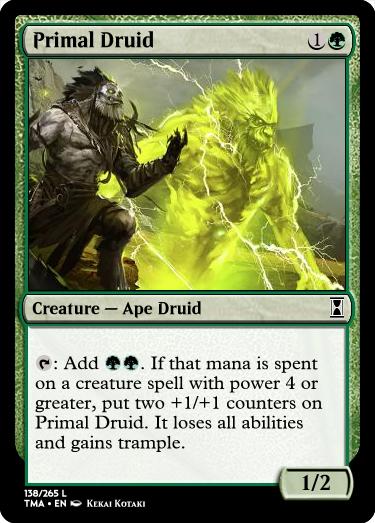 Primal Druid 1
Creature — Ape Druid
: Add . If that mana is spent
on a creature spell with power 4 or
greater, put two +1/+1 counters on
Primal Druid. It loses all abilities
and gains trample.
1/2
138/265 L
TMA • EN Kekai Kotaki